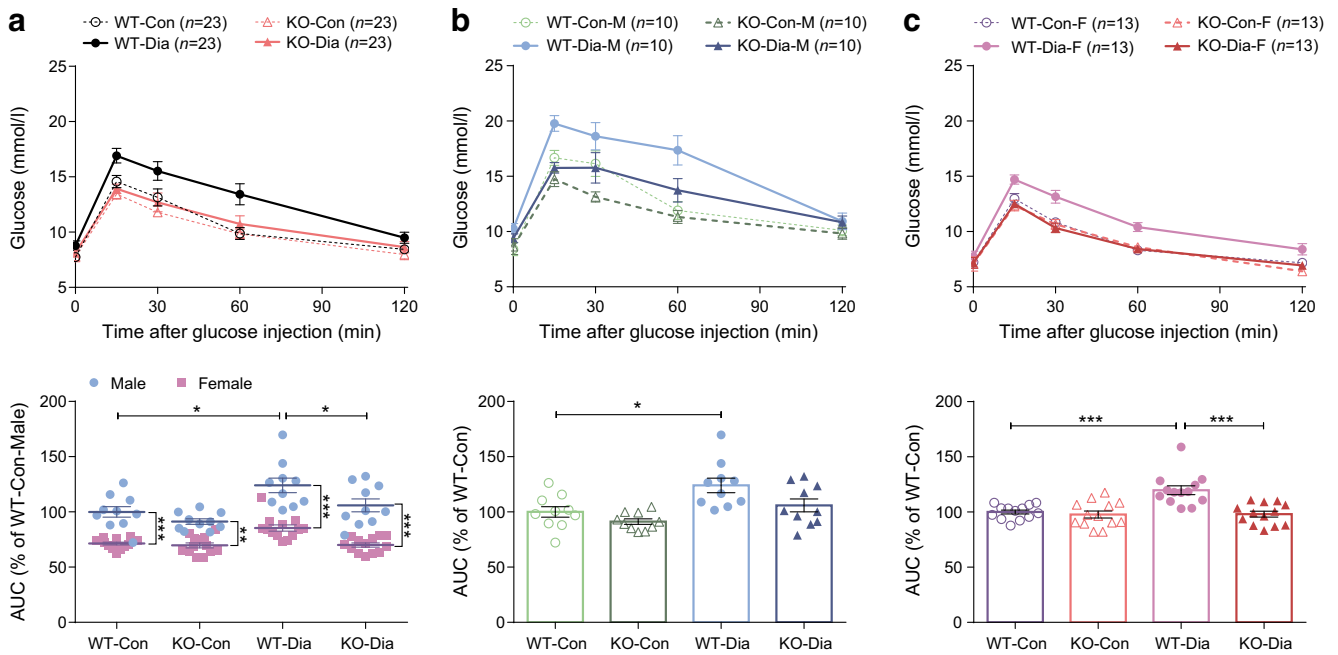 a
WT-Con (n=23) KO-Con (n=23)
WT-Dia (n=23) KO-Dia (n=23)
Glucose (mmol/l)
25
20
15
10
5
0 30 60 90 120
Time after glucose injection (min)
b
WT-Con-M (n=10) KO-Con-M (n=10)
WT-Dia-M (n=10) KO-Dia-M (n=10)
Glucose (mmol/l)
25
20
15
10
5
0 30 60 90 120
Time after glucose injection (min)
c
WT-Con-F (n=13) KO-Con-F (n=13)
WT-Dia-F (n=13) KO-Dia-F (n=13)
Glucose (mmol/l)
25
20
15
10
5
0 30 60 90 120
Time after glucose injection (min)
Male Female
AUC (% of WT-Con-Male)
200
150
100
50
0
* *
*** ** *** ***
WT-Con KO-Con WT-Dia KO-Dia
AUC (% of WT-Con)
200
150
100
50
0
*
WT-Con KO-Con WT-Dia KO-Dia
AUC (% of WT-Con)
200
150
100
50
0
*** ***
WT-Con KO-Con WT-Dia KO-Dia